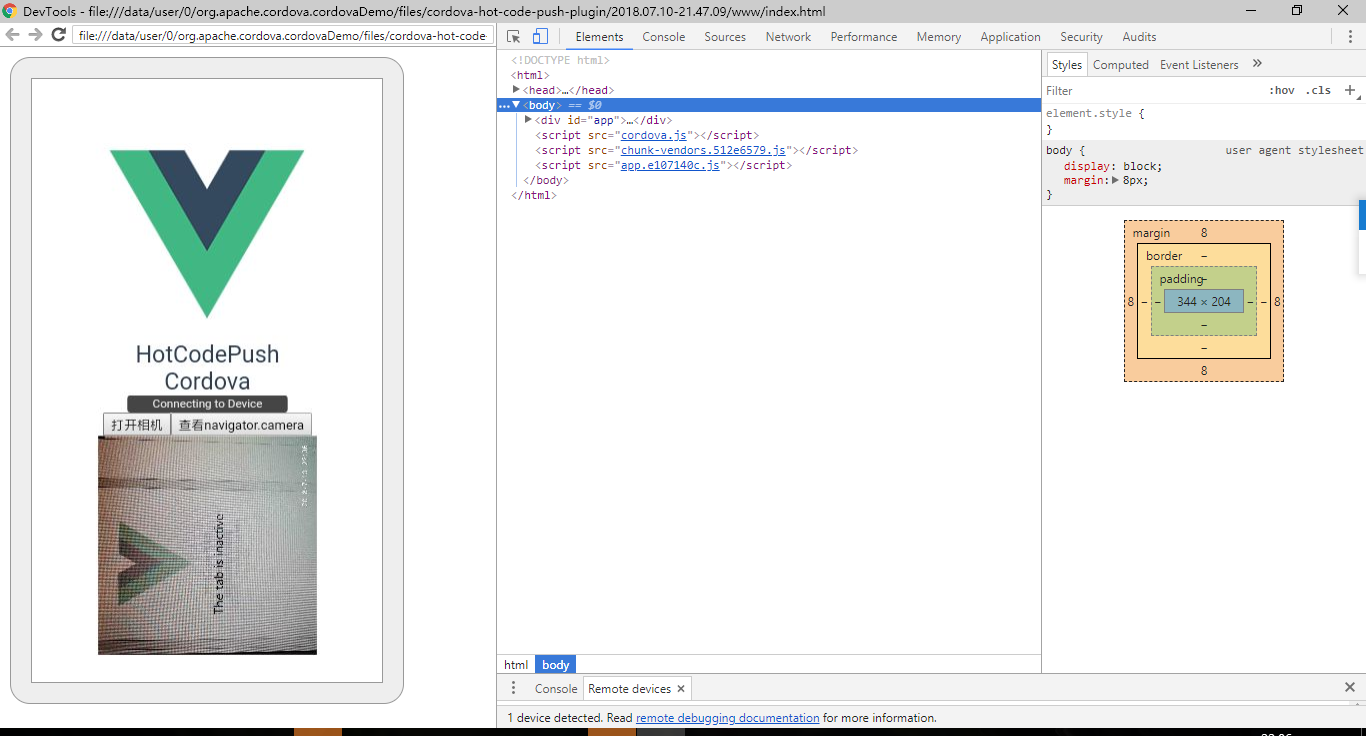 DevTools - file:///data/user/0/org.apache.cordova.cordovaDemo/files/cordova-hot-code-push-plugin/2018.07.10-21.47.09/www/index.html
file:///data/user/0/org.apache.cordova.cordovaDemo/files/cordova-hot-code
Elements Console Sources Network Performance Memory Application Security Audits
HotCodePush
Cordova
Connecting to Device
打开相机 查看navigator.camera
The tab is inactive
<!DOCTYPE html>
<html>
<head>…</head>
<body> == $0
<div id="app">…</div>
<script src="cordova.js"></script>
<script src="chunk-vendors.512e6579.js"></script>
<script src="app.e107140c.js"></script>
</body>
</html>
html body
Styles Computed Event Listeners »
Filter :hov .cls +
element.style {
}
body { user agent stylesheet
display: block;
margin: 8px;
}
margin 8
border –
padding –
8 – – 344 × 204 – – 8
–
–
8
Console Remote devices ×
1 device detected. Read remote debugging documentation for more information.